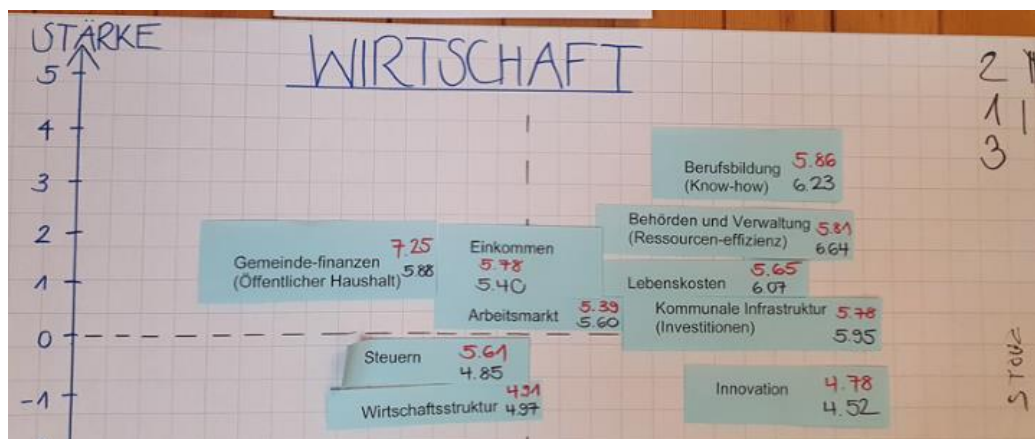 STÄRKE
WIRTSCHAFT
5
4
3
2
1
0
-1
2
1
3
Berufsbildung 5.86
(Know-how) 6.23
Behörden und Verwaltung 5.81
(Ressourcen-effizienz) 6.64
Gemeinde-finanzen 7.25
(Öffentlicher Haushalt) 5.88
Einkommen
5.78
5.40
Lebenskosten 5.65
6.07
Arbeitsmarkt 5.39
5.60
Kommunale Infrastruktur 5.78
(Investitionen) 5.95
Steuern 5.61
4.85
Wirtschaftsstruktur 4.91
4.97
Innovation 4.78
4.52